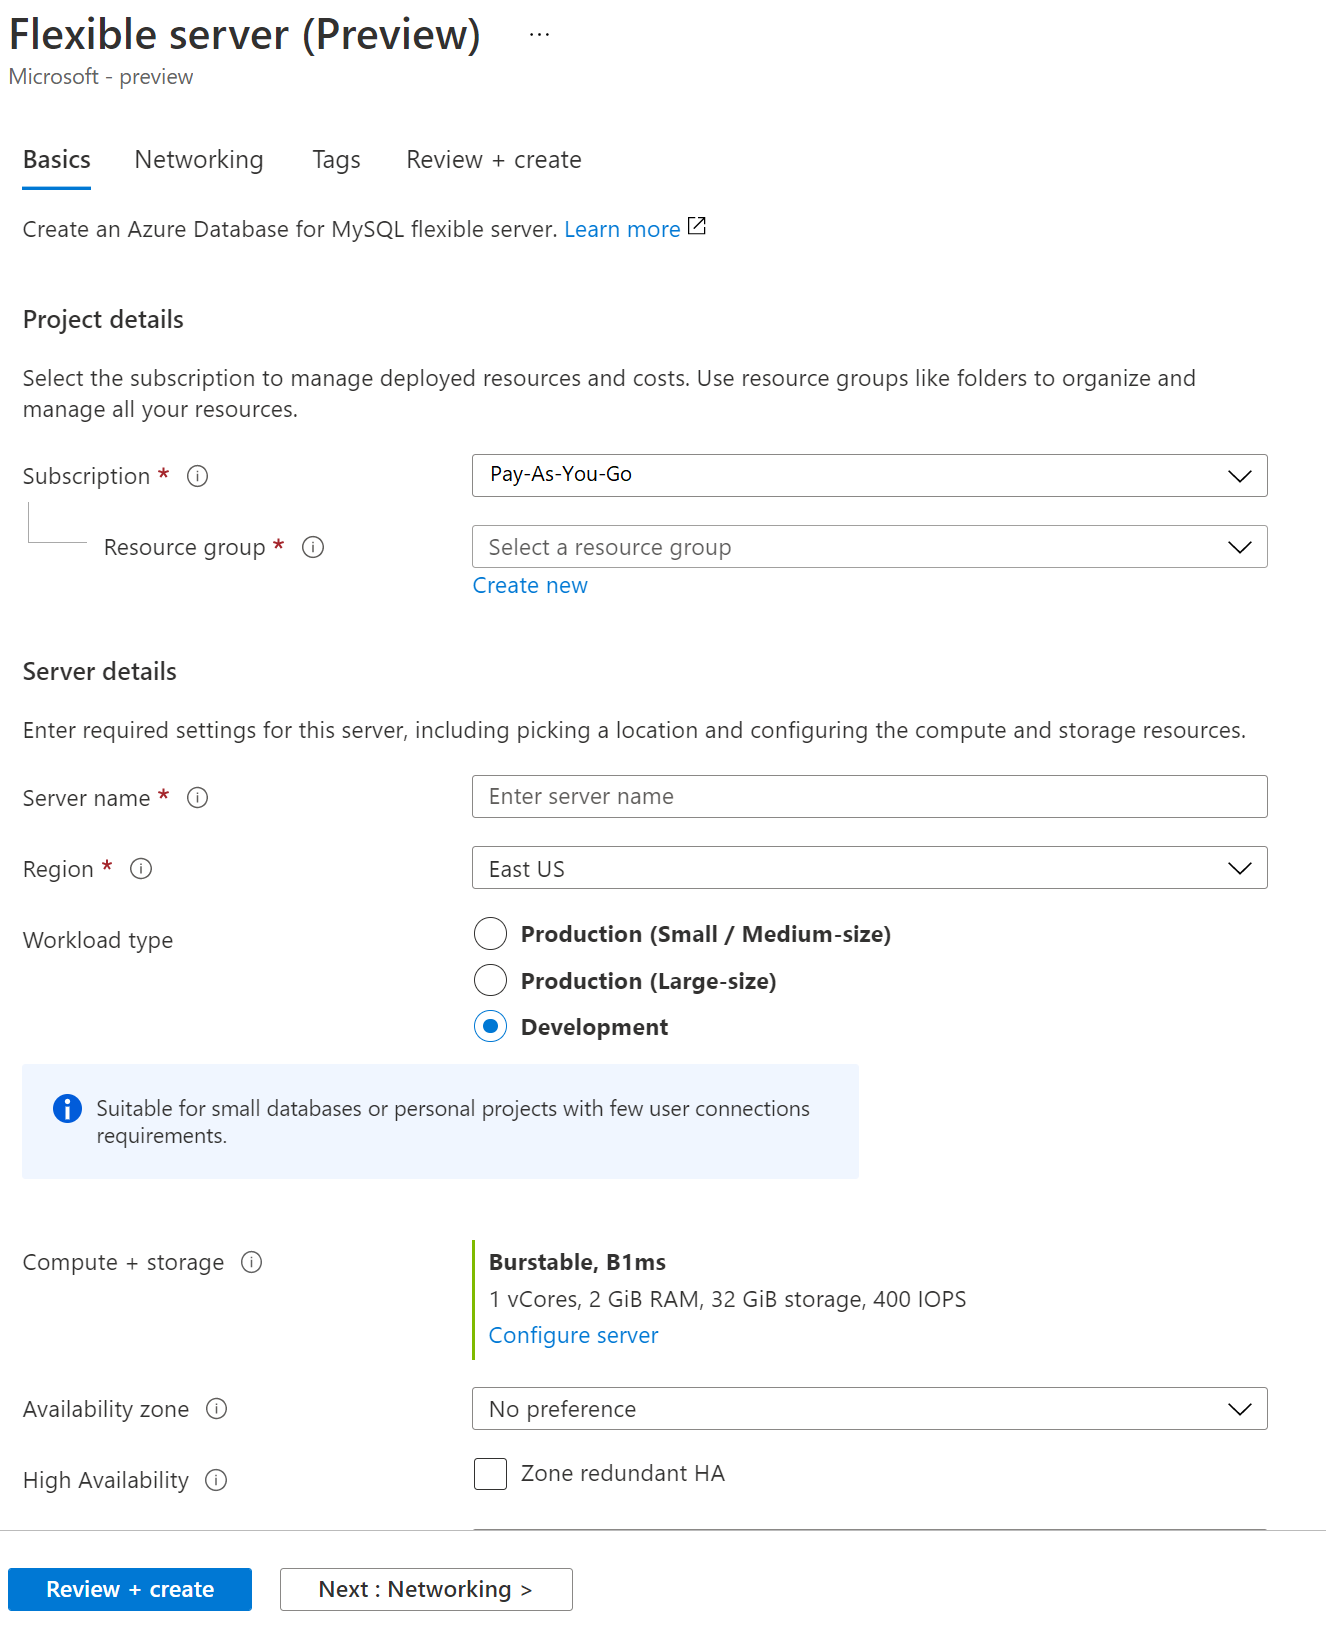 Flexible server (Preview) ...
Microsoft - preview
Basics Networking Tags Review + create
Create an Azure Database for MySQL flexible server. Learn more
Project details
Select the subscription to manage deployed resources and costs. Use resource groups like folders to organize and
manage all your resources.
Subscription * Pay-As-You-Go
Resource group * Select a resource group
Create new
Server details
Enter required settings for this server, including picking a location and configuring the compute and storage resources.
Server name * Enter server name
Region * East US
Workload type Production (Small / Medium-size)
Production (Large-size)
Development
Suitable for small databases or personal projects with few user connections
requirements.
Compute + storage Burstable, B1ms
1 vCores, 2 GiB RAM, 32 GiB storage, 400 IOPS
Configure server
Availability zone No preference
High Availability Zone redundant HA
Review + create Next : Networking >